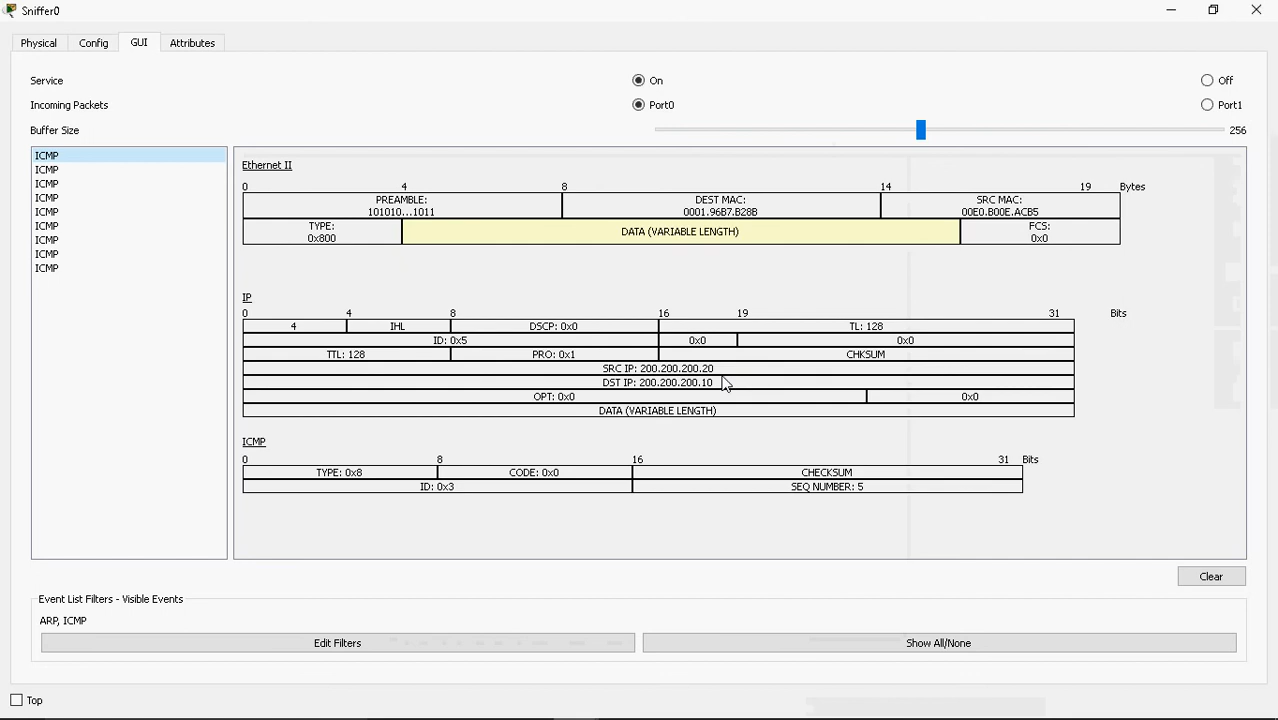 Sniffer0
Physical Config GUI Attributes
Service On Off
Incoming Packets Port0 Port1
Buffer Size 256
ICMP
ICMP
ICMP
ICMP
ICMP
ICMP
ICMP
ICMP
ICMP
Ethernet II
0 4 8 14 19 Bytes
PREAMBLE: 101010...1011 DEST MAC: 0001.96B7.B28B SRC MAC: 00E0.B00E.ACB5
TYPE: 0x800 DATA (VARIABLE LENGTH) FCS: 0x0
IP
0 4 8 16 19 31 Bits
4 IHL DSCP: 0x0 TL: 128
ID: 0x5 0x0 0x0
TTL: 128 PRO: 0x1 CHKSUM
SRC IP: 200.200.200.20
DST IP: 200.200.200.10
OPT: 0x0 0x0
DATA (VARIABLE LENGTH)
ICMP
0 8 16 31 Bits
TYPE: 0x8 CODE: 0x0 CHECKSUM
ID: 0x3 SEQ NUMBER: 5
Clear
Event List Filters - Visible Events
ARP, ICMP
Edit Filters Show All/None
Top